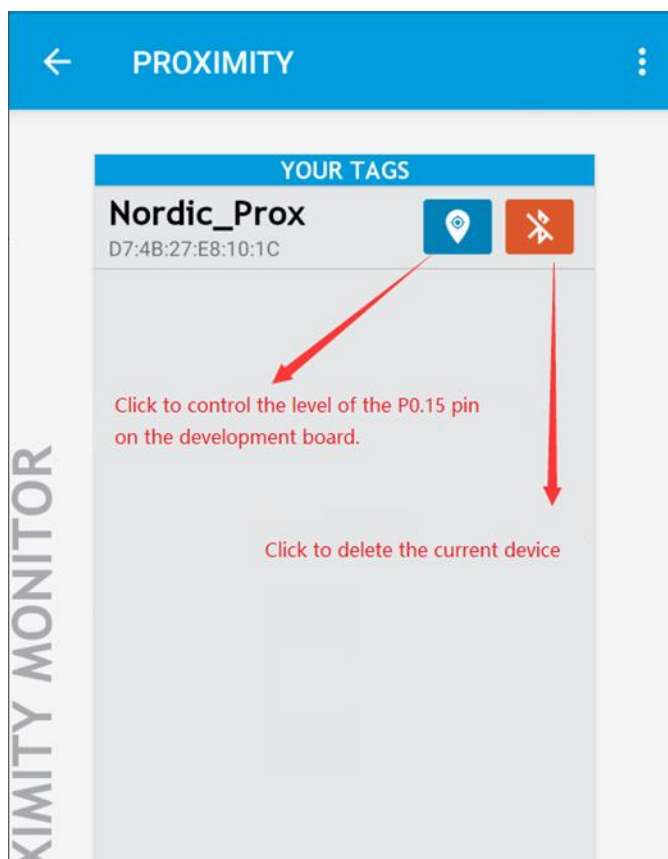 PROXIMITY
YOUR TAGS
Nordic_Prox
D7:4B:27:E8:10:1C
Click to control the level of the P0.15 pin
on the development board.
Click to delete the current device
XIMITY MONITOR